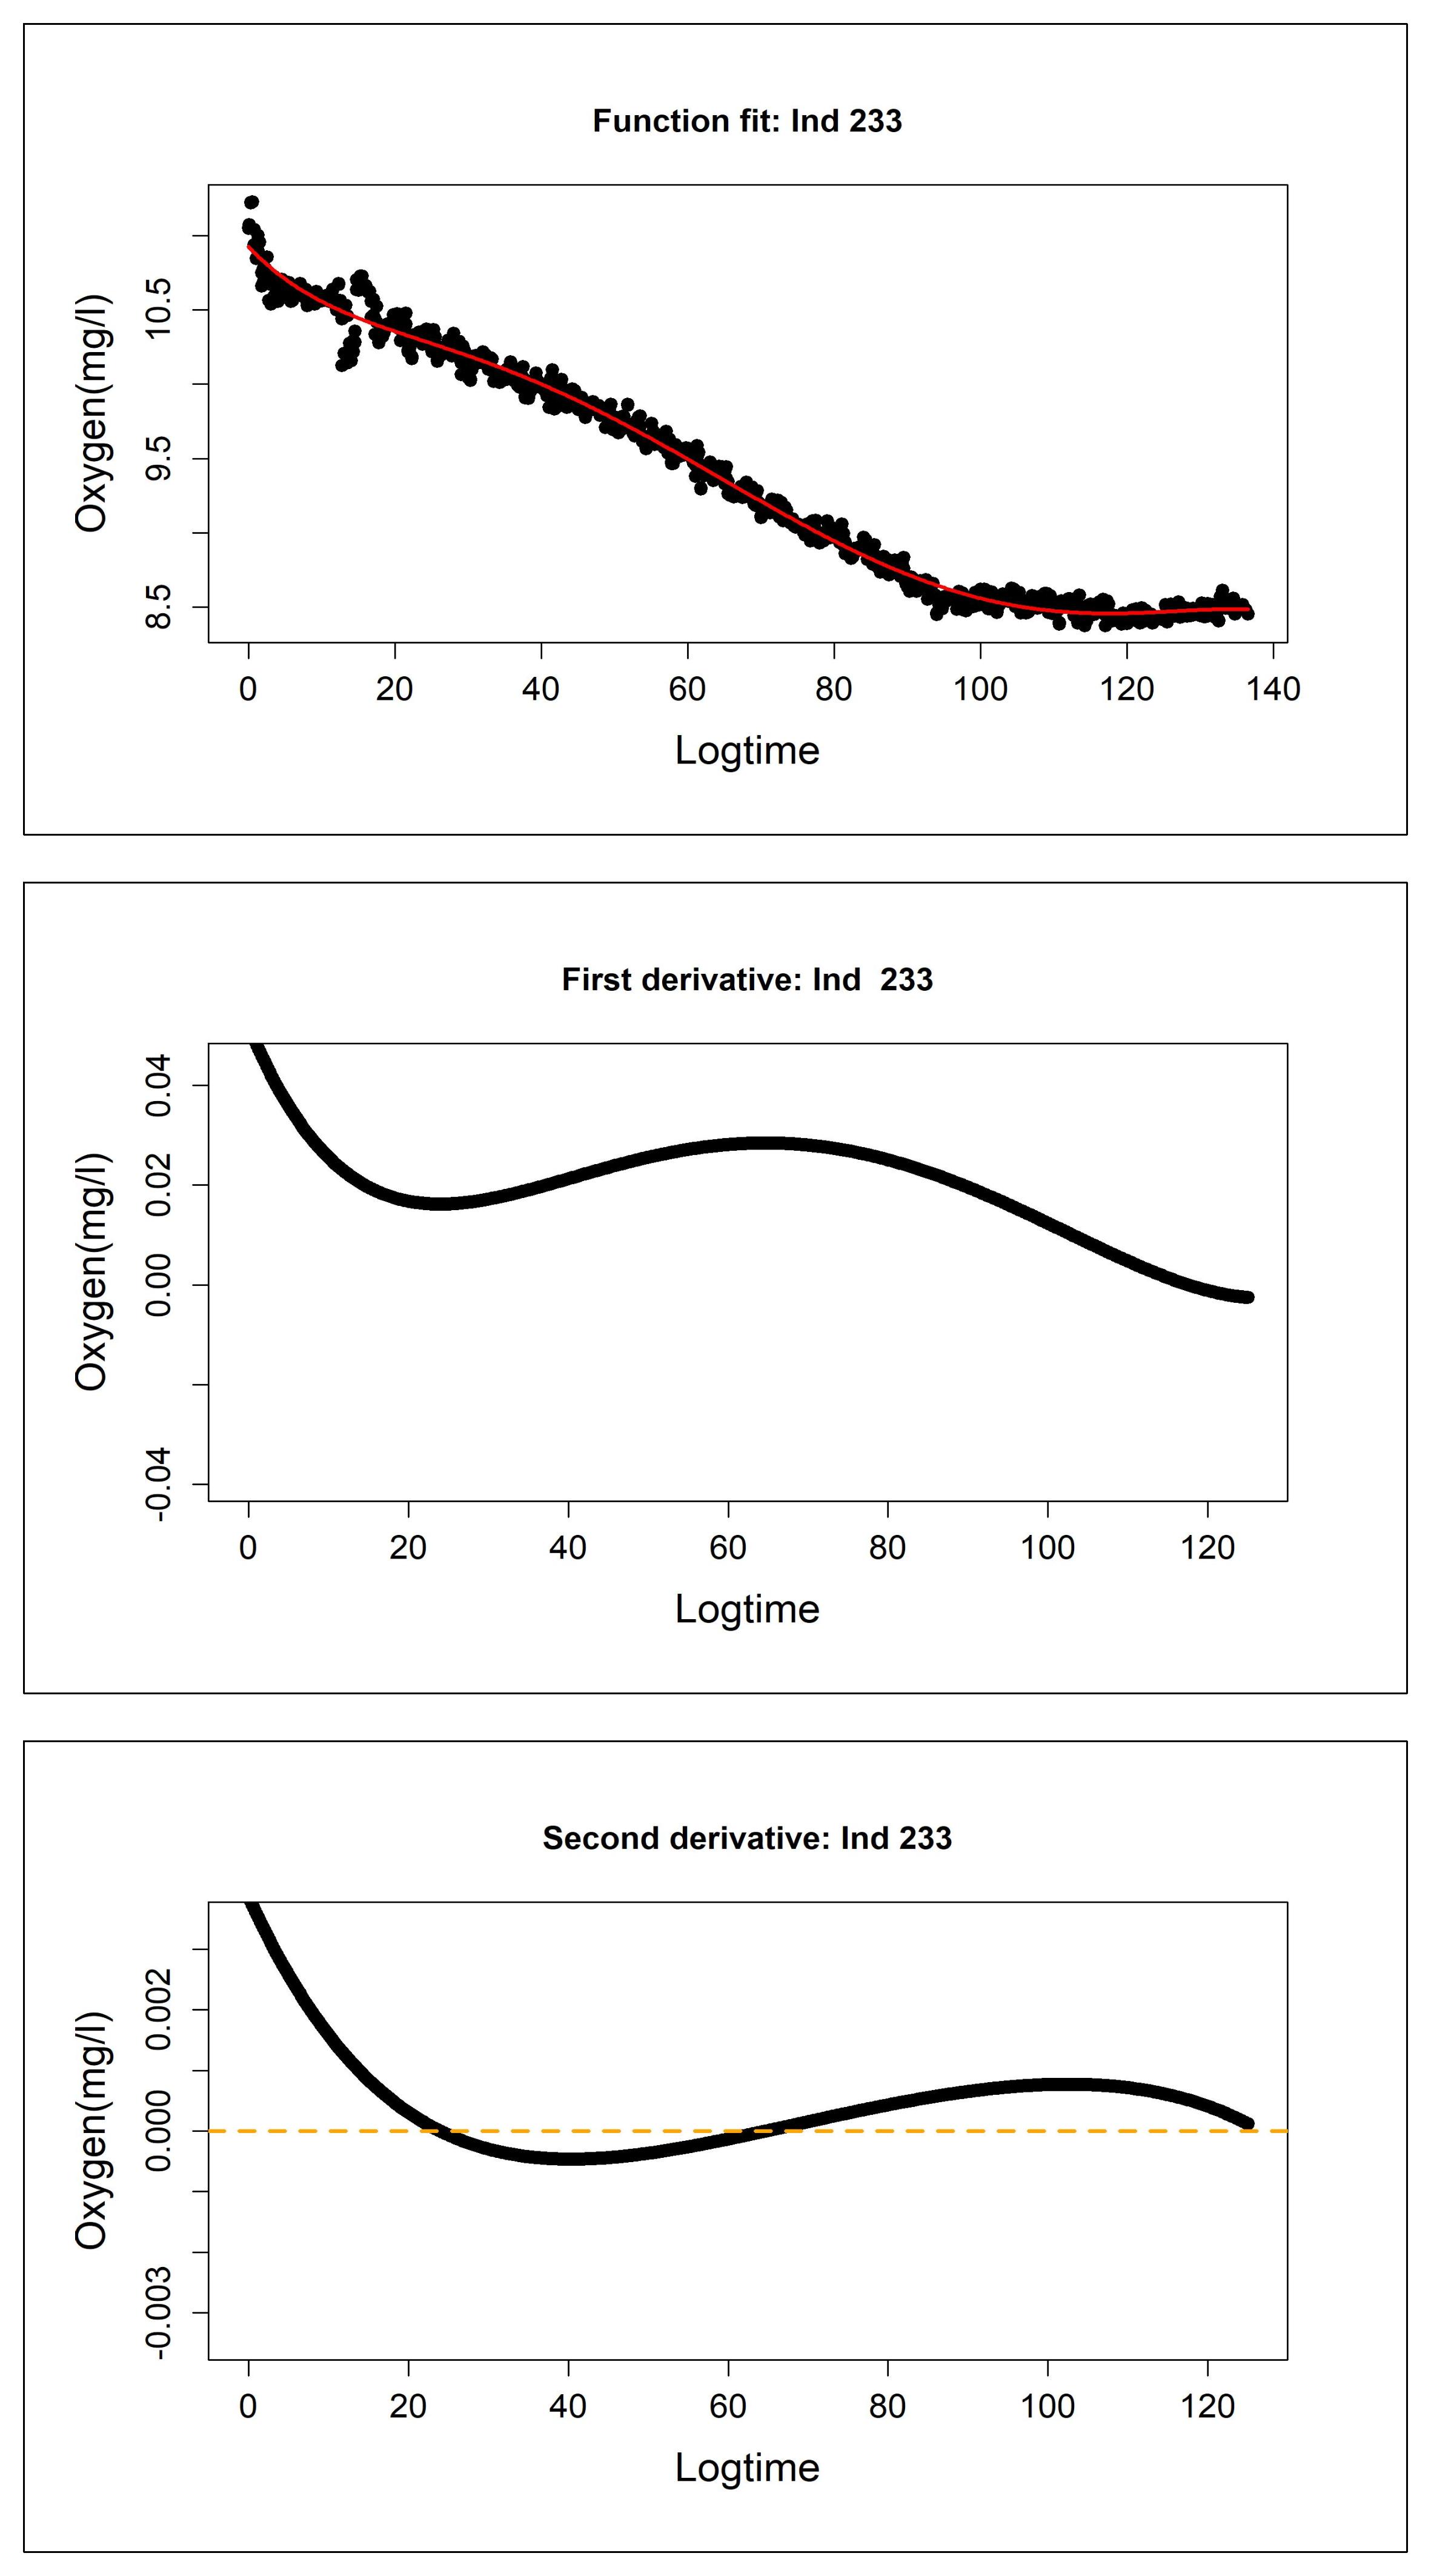 Function fit: Ind 233
Oxygen(mg/l)
10.5
9.5
8.5
0 20 40 60 80 100 120 140
Logtime
First derivative: Ind  233
Oxygen(mg/l)
0.04
0.02
0.00
-0.04
0 20 40 60 80 100 120
Logtime
Second derivative: Ind 233
Oxygen(mg/l)
0.002
0.000
-0.003
0 20 40 60 80 100 120
Logtime